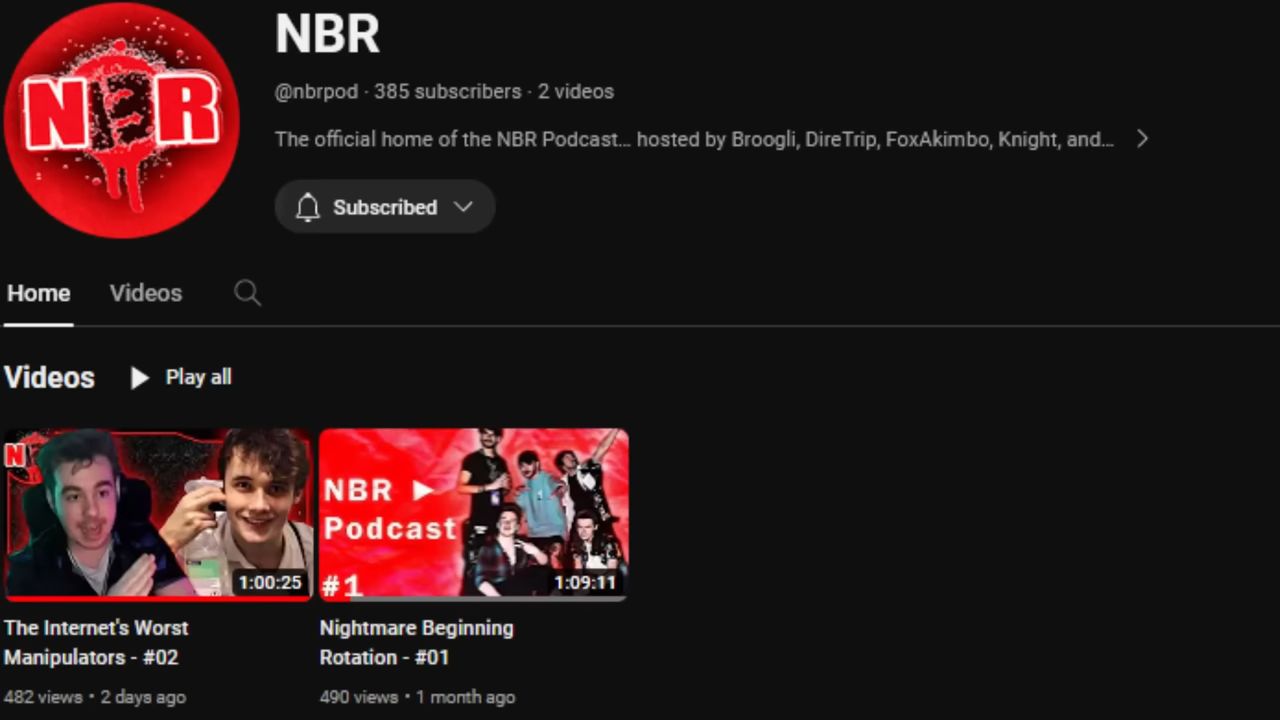 NBR
NBR
@nbrpod · 385 subscribers · 2 videos
The official home of the NBR Podcast... hosted by Broogli, DireTrip, FoxAkimbo, Knight, and...
Subscribed
Home Videos
Videos Play all
N
NBR
Podcast
#1
1:00:25
1:09:11
The Internet's Worst
Manipulators - #02
482 views • 2 days ago
Nightmare Beginning
Rotation - #01
490 views • 1 month ago